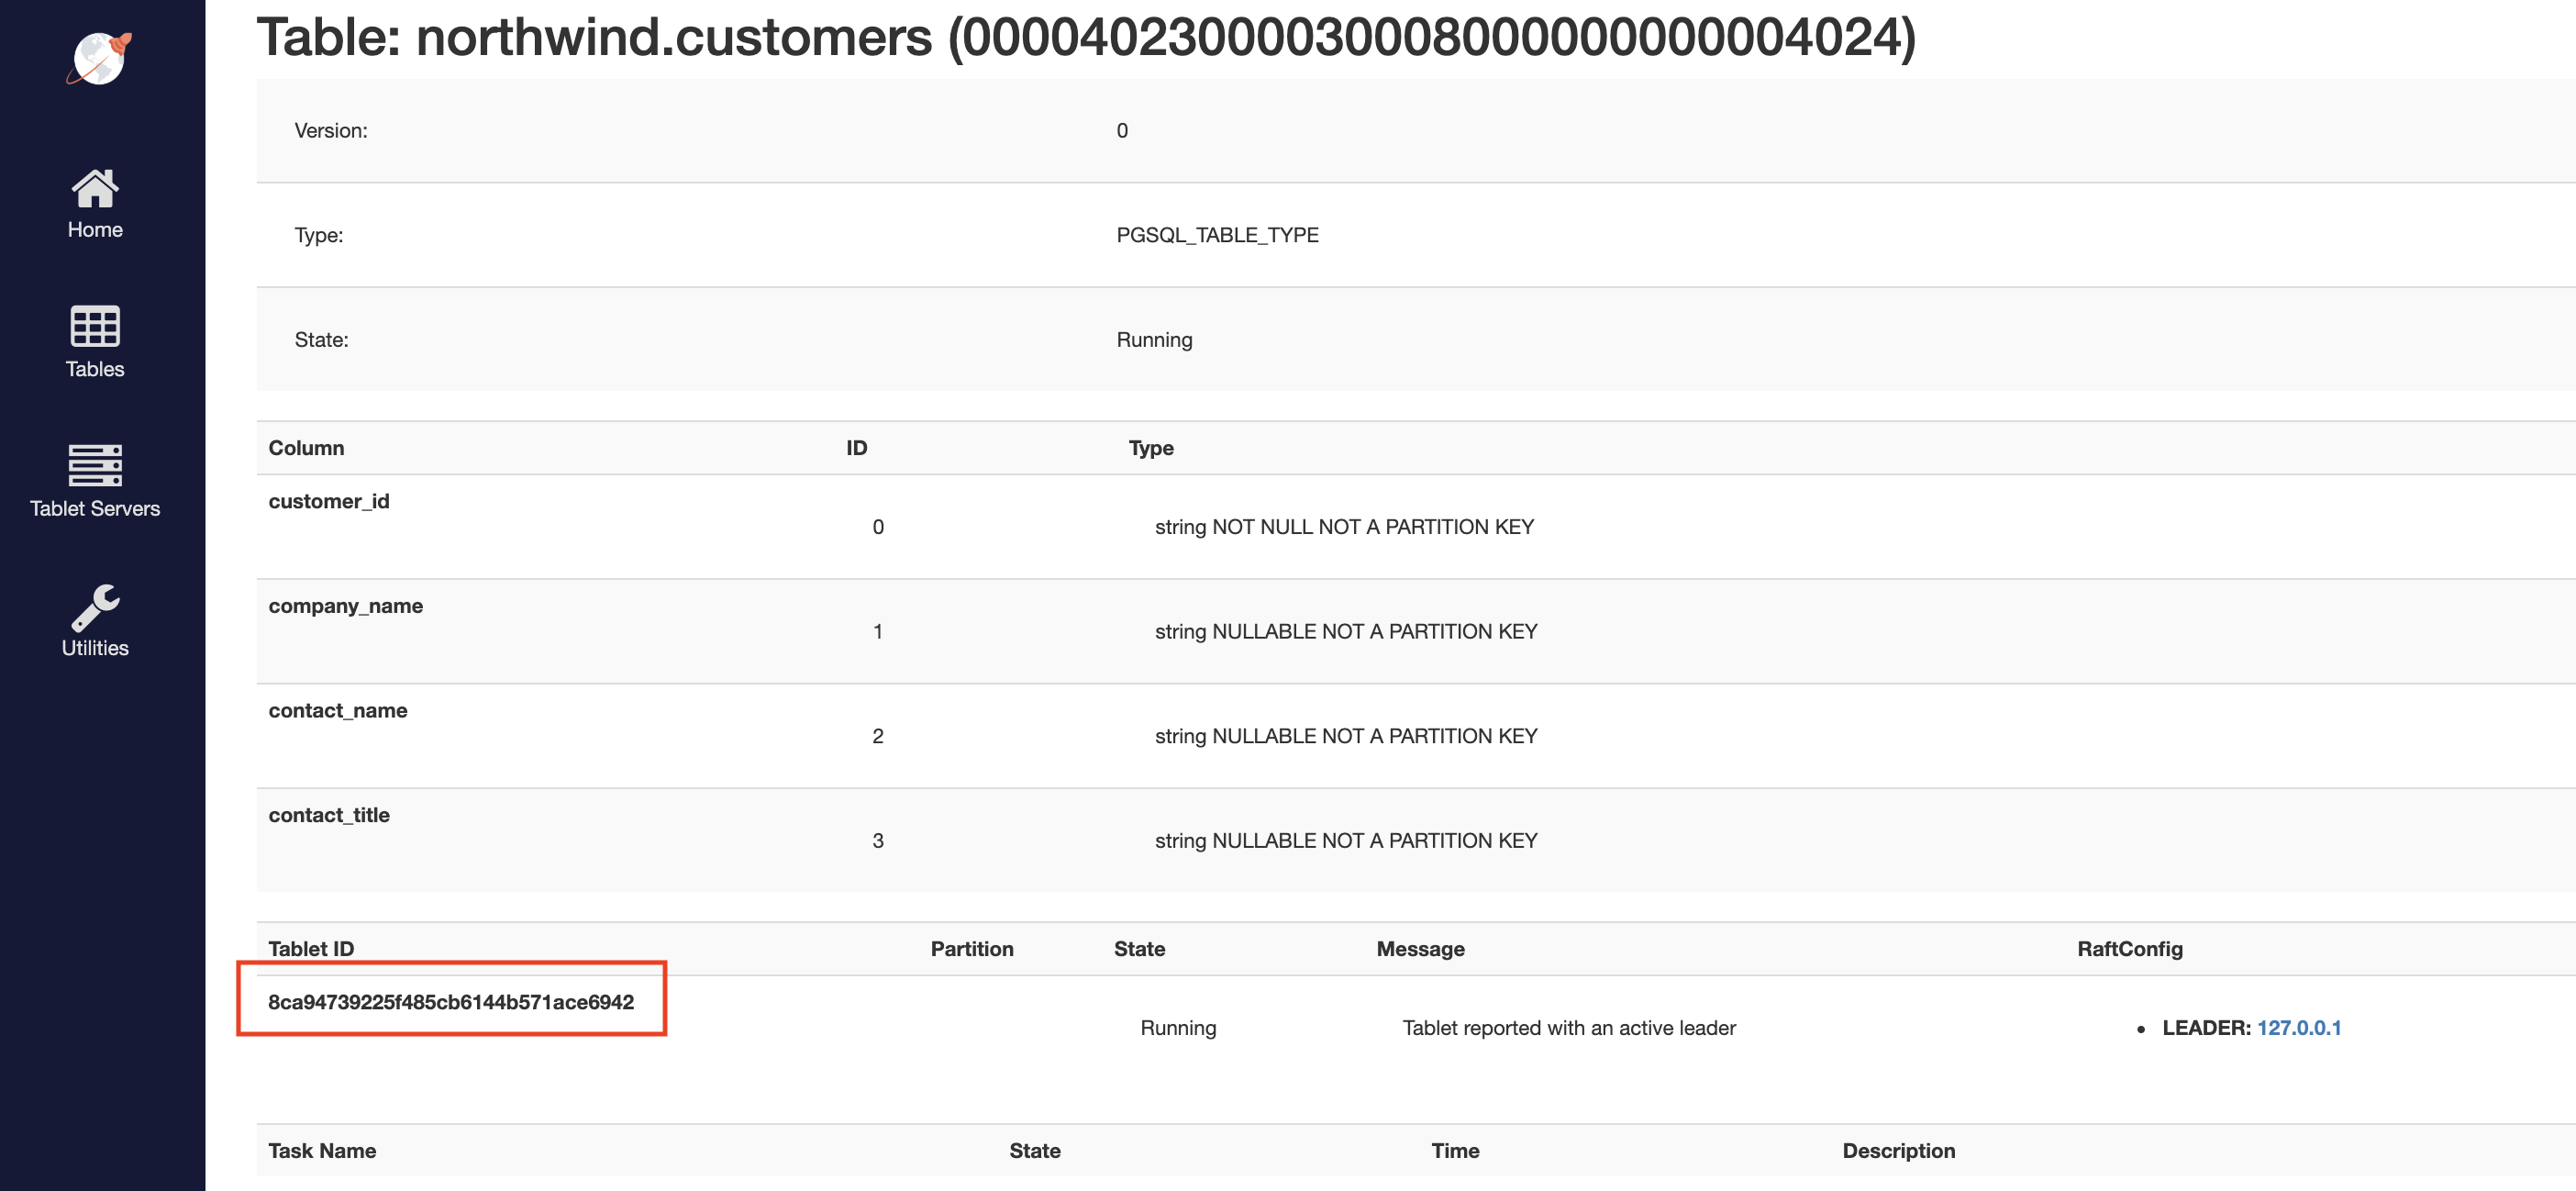 Table: northwind.customers (00004023000030008000000000004024)
Version: 0
Type: PGSQL_TABLE_TYPE
State: Running
Home
Tables
Tablet Servers
Utilities
Column ID Type
customer_id 0 string NOT NULL NOT A PARTITION KEY
company_name 1 string NULLABLE NOT A PARTITION KEY
contact_name 2 string NULLABLE NOT A PARTITION KEY
contact_title 3 string NULLABLE NOT A PARTITION KEY
Tablet ID Partition State Message RaftConfig
8ca94739225f485cb6144b571ace6942 Running Tablet reported with an active leader • LEADER: 127.0.0.1
Task Name State Time Description